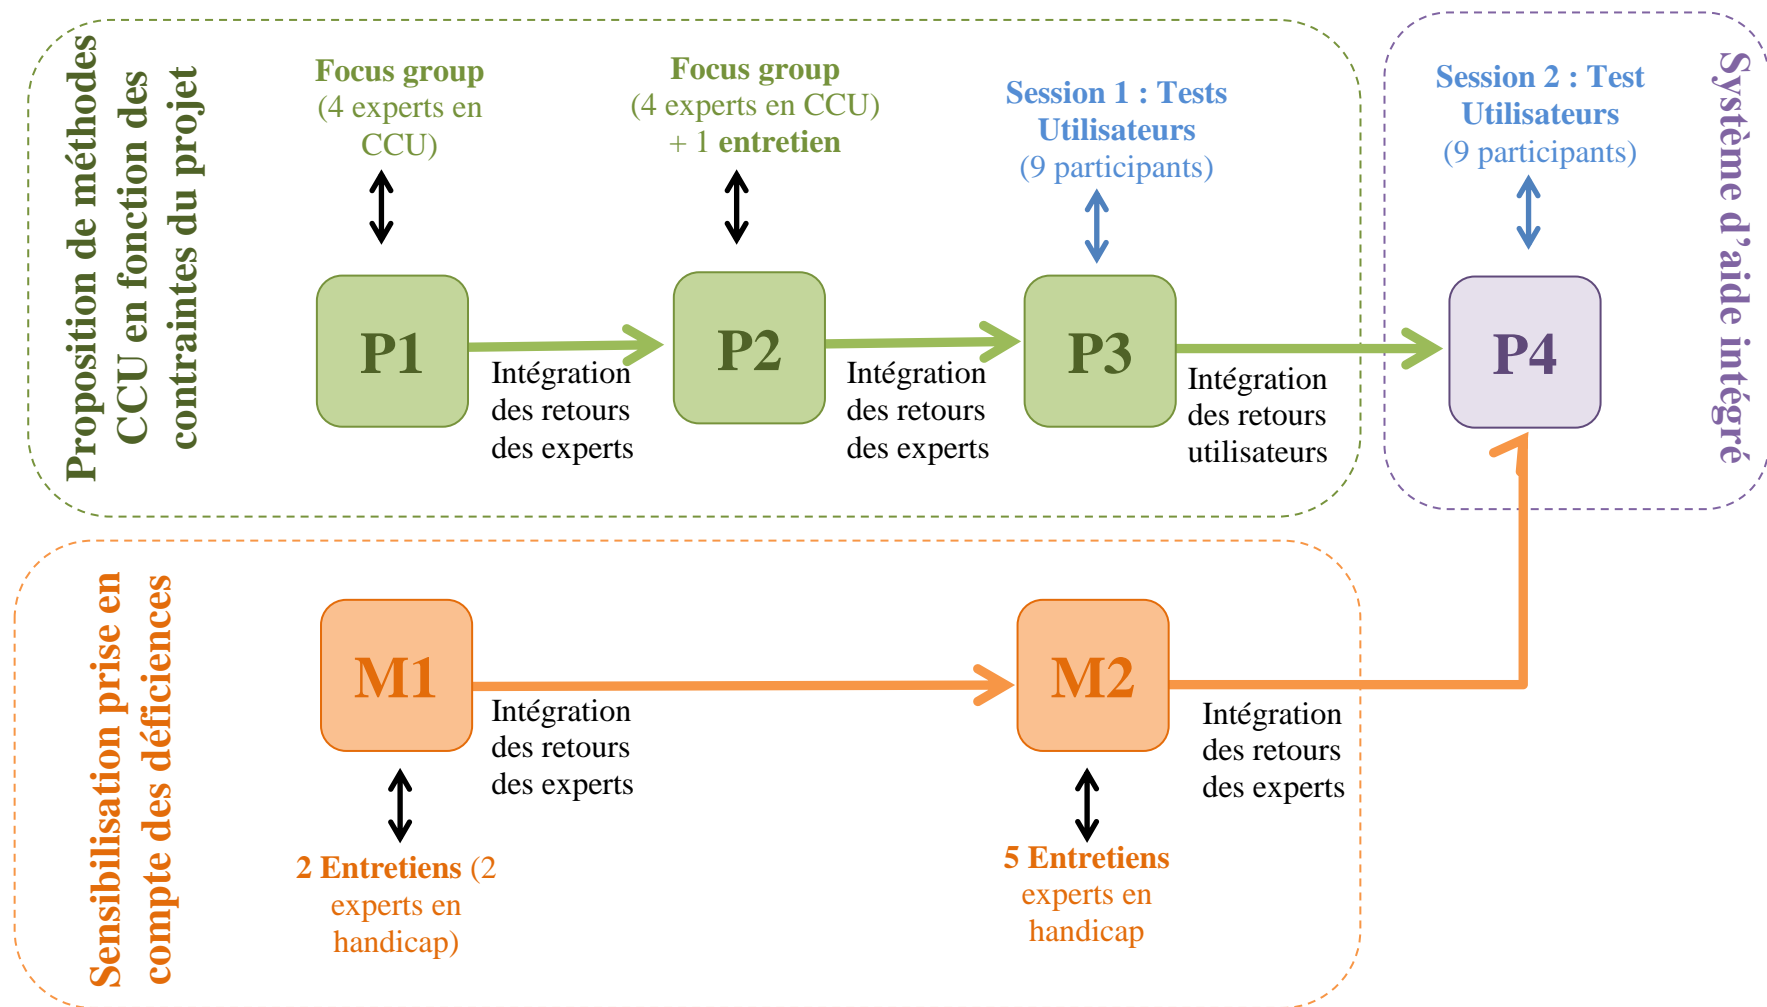 Proposition de méthodes
CCU en fonction des
contraintes du projet
Focus group
(4 experts en
CCU)
Focus group
(4 experts en CCU)
+ 1 entretien
Session 1 : Tests
Utilisateurs
(9 participants)
Session 2 : Test
Utilisateurs
(9 participants)
Système d’aide intégré
P1
Intégration
des retours
des experts
P2
Intégration
des retours
des experts
P3
Intégration
des retours
utilisateurs
P4
Sensibilisation prise en
compte des déficiences
M1
Intégration
des retours
des experts
M2
Intégration
des retours
des experts
2 Entretiens (2
experts en
handicap)
5 Entretiens
experts en
handicap